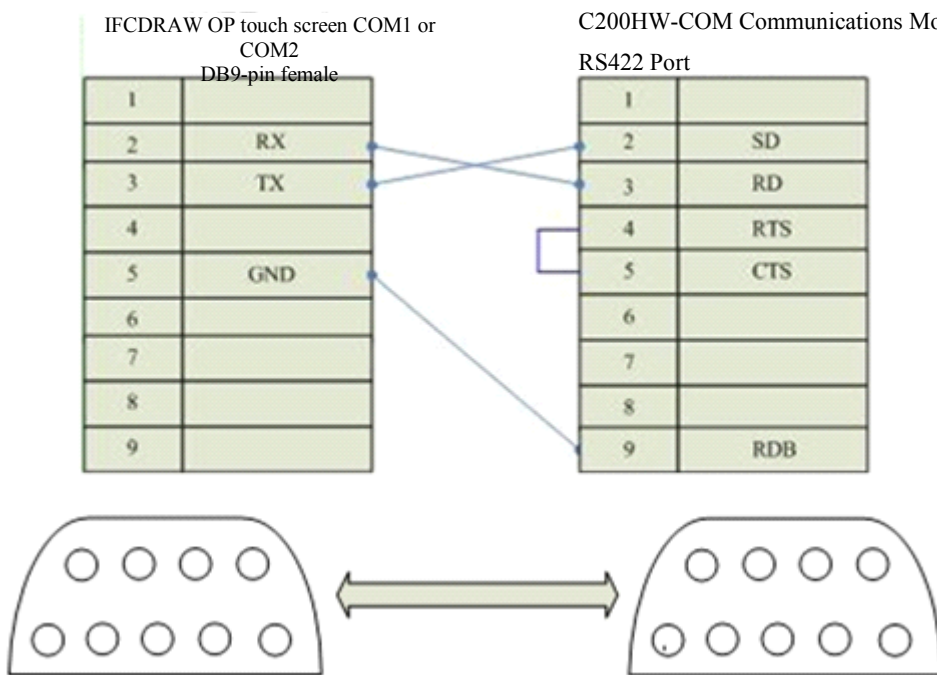 IFCDRAW OP touch screen COM1 or
COM2
DB9-pin female
1
2 RX
3 TX
4
5 GND
6
7
8
9
C200HW-COM Communications Mo
RS422 Port
1
2 SD
3 RD
4 RTS
5 CTS
6
7
8
9 RDB